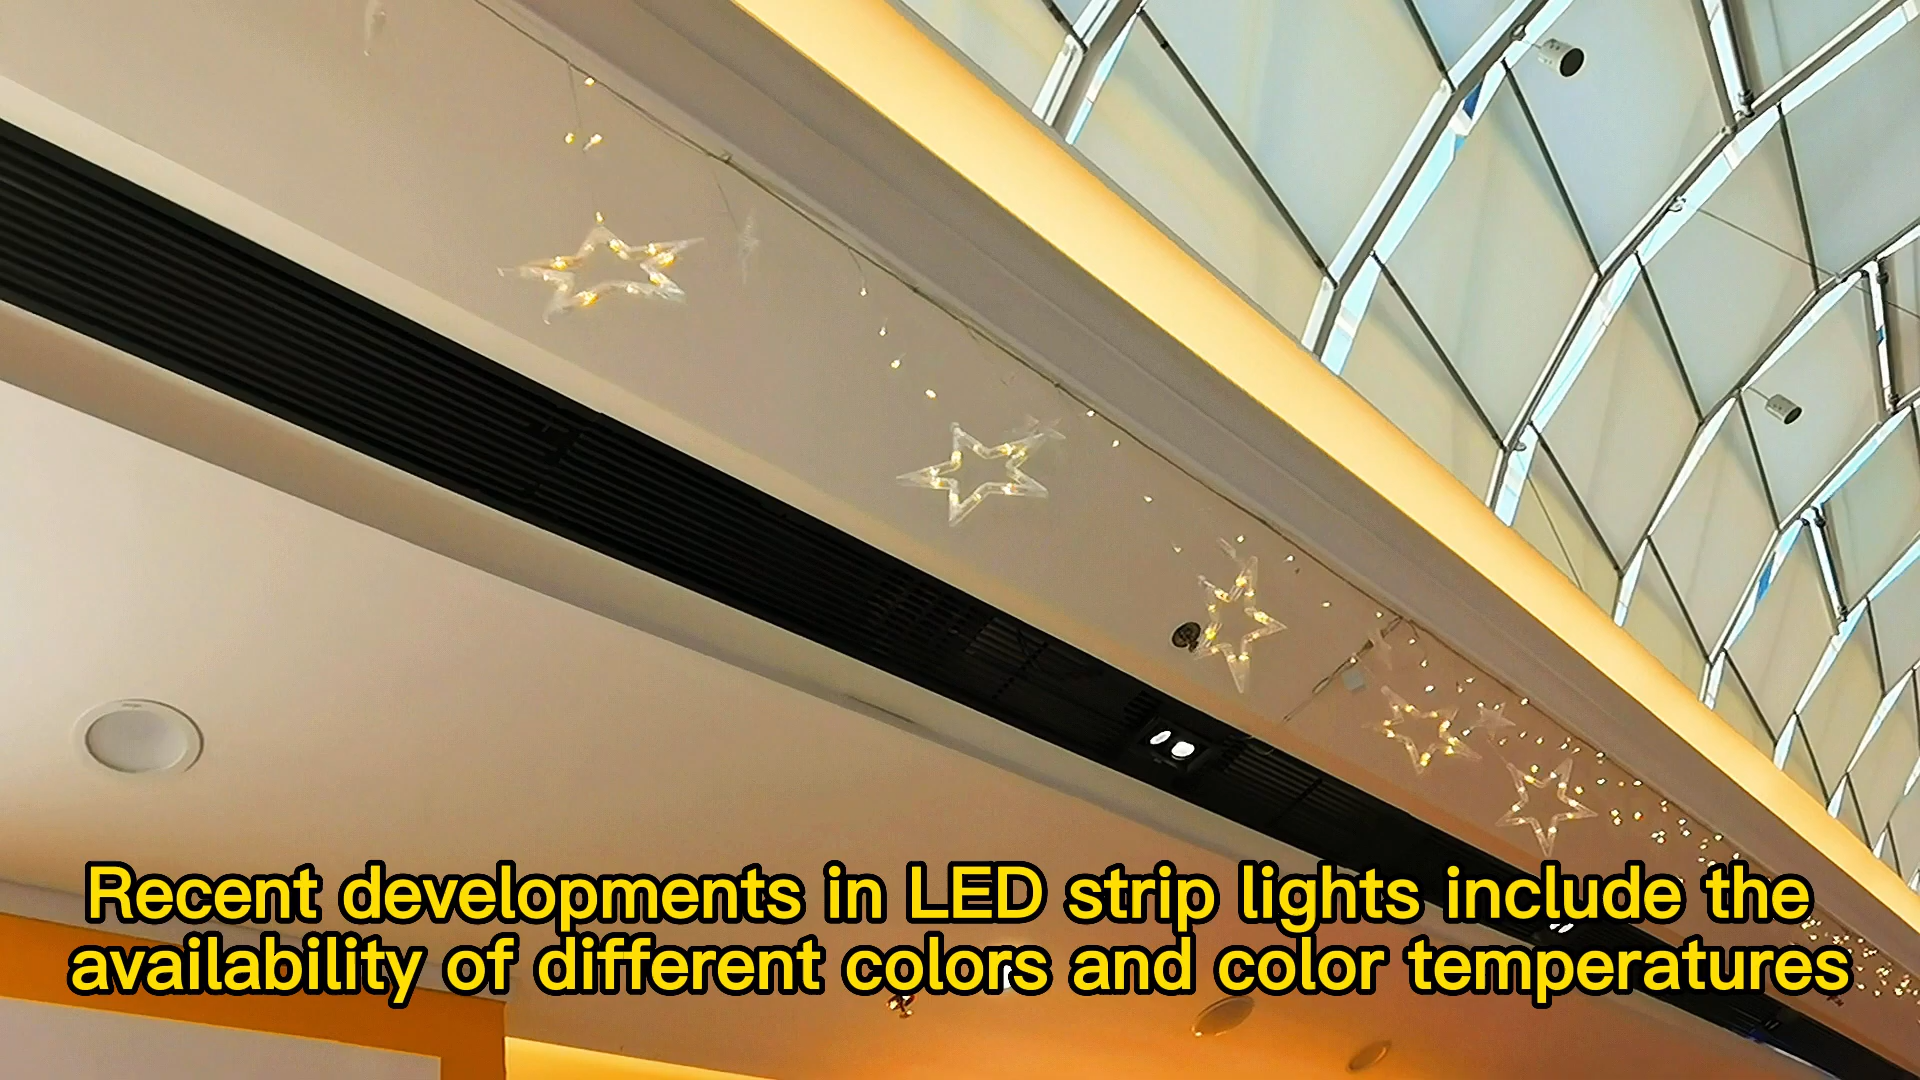 Recent developments in LED strip lights include the
availability of different colors and color temperatures